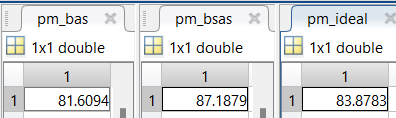 pm_bas pm_bsas pm_ideal
1x1 double 1x1 double 1x1 double
1 1 1
1 81.6094 1 87.1879 1 83.8783